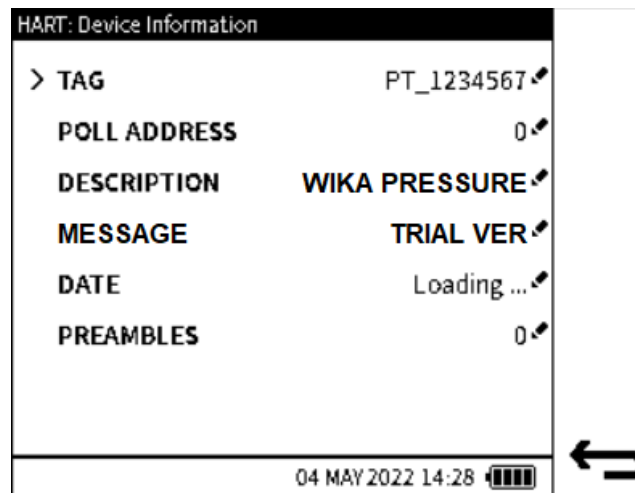 HART: Device Information
> TAG PT_1234567
POLL ADDRESS 0
DESCRIPTION WIKA PRESSURE
MESSAGE TRIAL VER
DATE Loading ...
PREAMBLES 0
04 MAY 2022 14:28